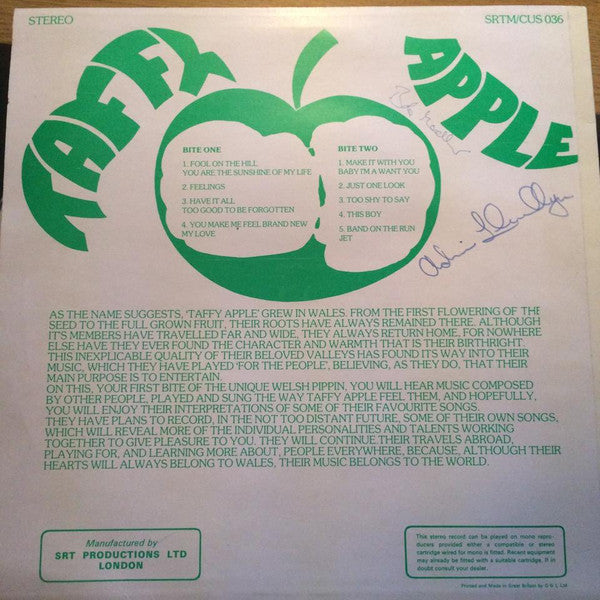 STEREO
SRTM/CUS 036
TAFFY
APPLE
BITE ONE
1. FOOL ON THE HILL
YOU ARE THE SUNSHINE OF MY LIFE
2. FEELINGS
3. HAVE IT ALL
TOO GOOD TO BE FORGOTTEN
4. YOU MAKE ME FEEL BRAND NEW
MY LOVE
BITE TWO
1. MAKE IT WITH YOU
BABY I'M A WANT YOU
2. JUST ONE LOOK
3. TOO SHY TO SAY
4. THIS BOY
5. BAND ON THE RUN
JET
AS THE NAME SUGGESTS, 'TAFFY APPLE' GREW IN WALES. FROM THE FIRST FLOWERING OF THE
SEED TO THE FULL GROWN FRUIT, THEIR ROOTS HAVE ALWAYS REMAINED THERE. ALTHOUGH
IT'S MEMBERS HAVE TRAVELLED FAR AND WIDE, THEY ALWAYS RETURN HOME, FOR NOWHERE
ELSE HAVE THEY EVER FOUND THE CHARACTER AND WARMTH THAT IS THEIR BIRTHRIGHT.
THIS INEXPLICABLE QUALITY OF THEIR BELOVED VALLEYS HAS FOUND ITS WAY INTO THEIR
MUSIC, WHICH THEY HAVE PLAYED 'FOR THE PEOPLE', BELIEVING, AS THEY DO, THAT THEIR
MAIN PURPOSE IS TO ENTERTAIN.
ON THIS, YOUR FIRST BITE OF THE UNIQUE WELSH PIPPIN, YOU WILL HEAR MUSIC COMPOSED
BY OTHER PEOPLE, PLAYED AND SUNG THE WAY TAFFY APPLE FEEL THEM, AND HOPEFULLY,
YOU WILL ENJOY THEIR INTERPRETATIONS OF SOME OF THEIR FAVOURITE SONGS.
THEY HAVE PLANS TO RECORD, IN THE NOT TOO DISTANT FUTURE, SOME OF THEIR OWN SONGS,
WHICH WILL REVEAL MORE OF THE INDIVIDUAL PERSONALITIES AND TALENTS WORKING
TOGETHER TO GIVE PLEASURE TO YOU. THEY WILL CONTINUE THEIR TRAVELS ABROAD,
PLAYING FOR, AND LEARNING MORE ABOUT, PEOPLE EVERYWHERE, BECAUSE, ALTHOUGH THEIR
HEARTS WILL ALWAYS BELONG TO WALES, THEIR MUSIC BELONGS TO THE WORLD.
Manufactured by
SRT PRODUCTIONS LTD
LONDON
This stereo record can be played on mono repro-
ducers provided either a compatible or stereo
cartridge wired for mono is fitted. Recent equipment
may already be fitted with a suitable cartridge. If in
doubt consult your dealer.
Printed and Made in Great Britain by